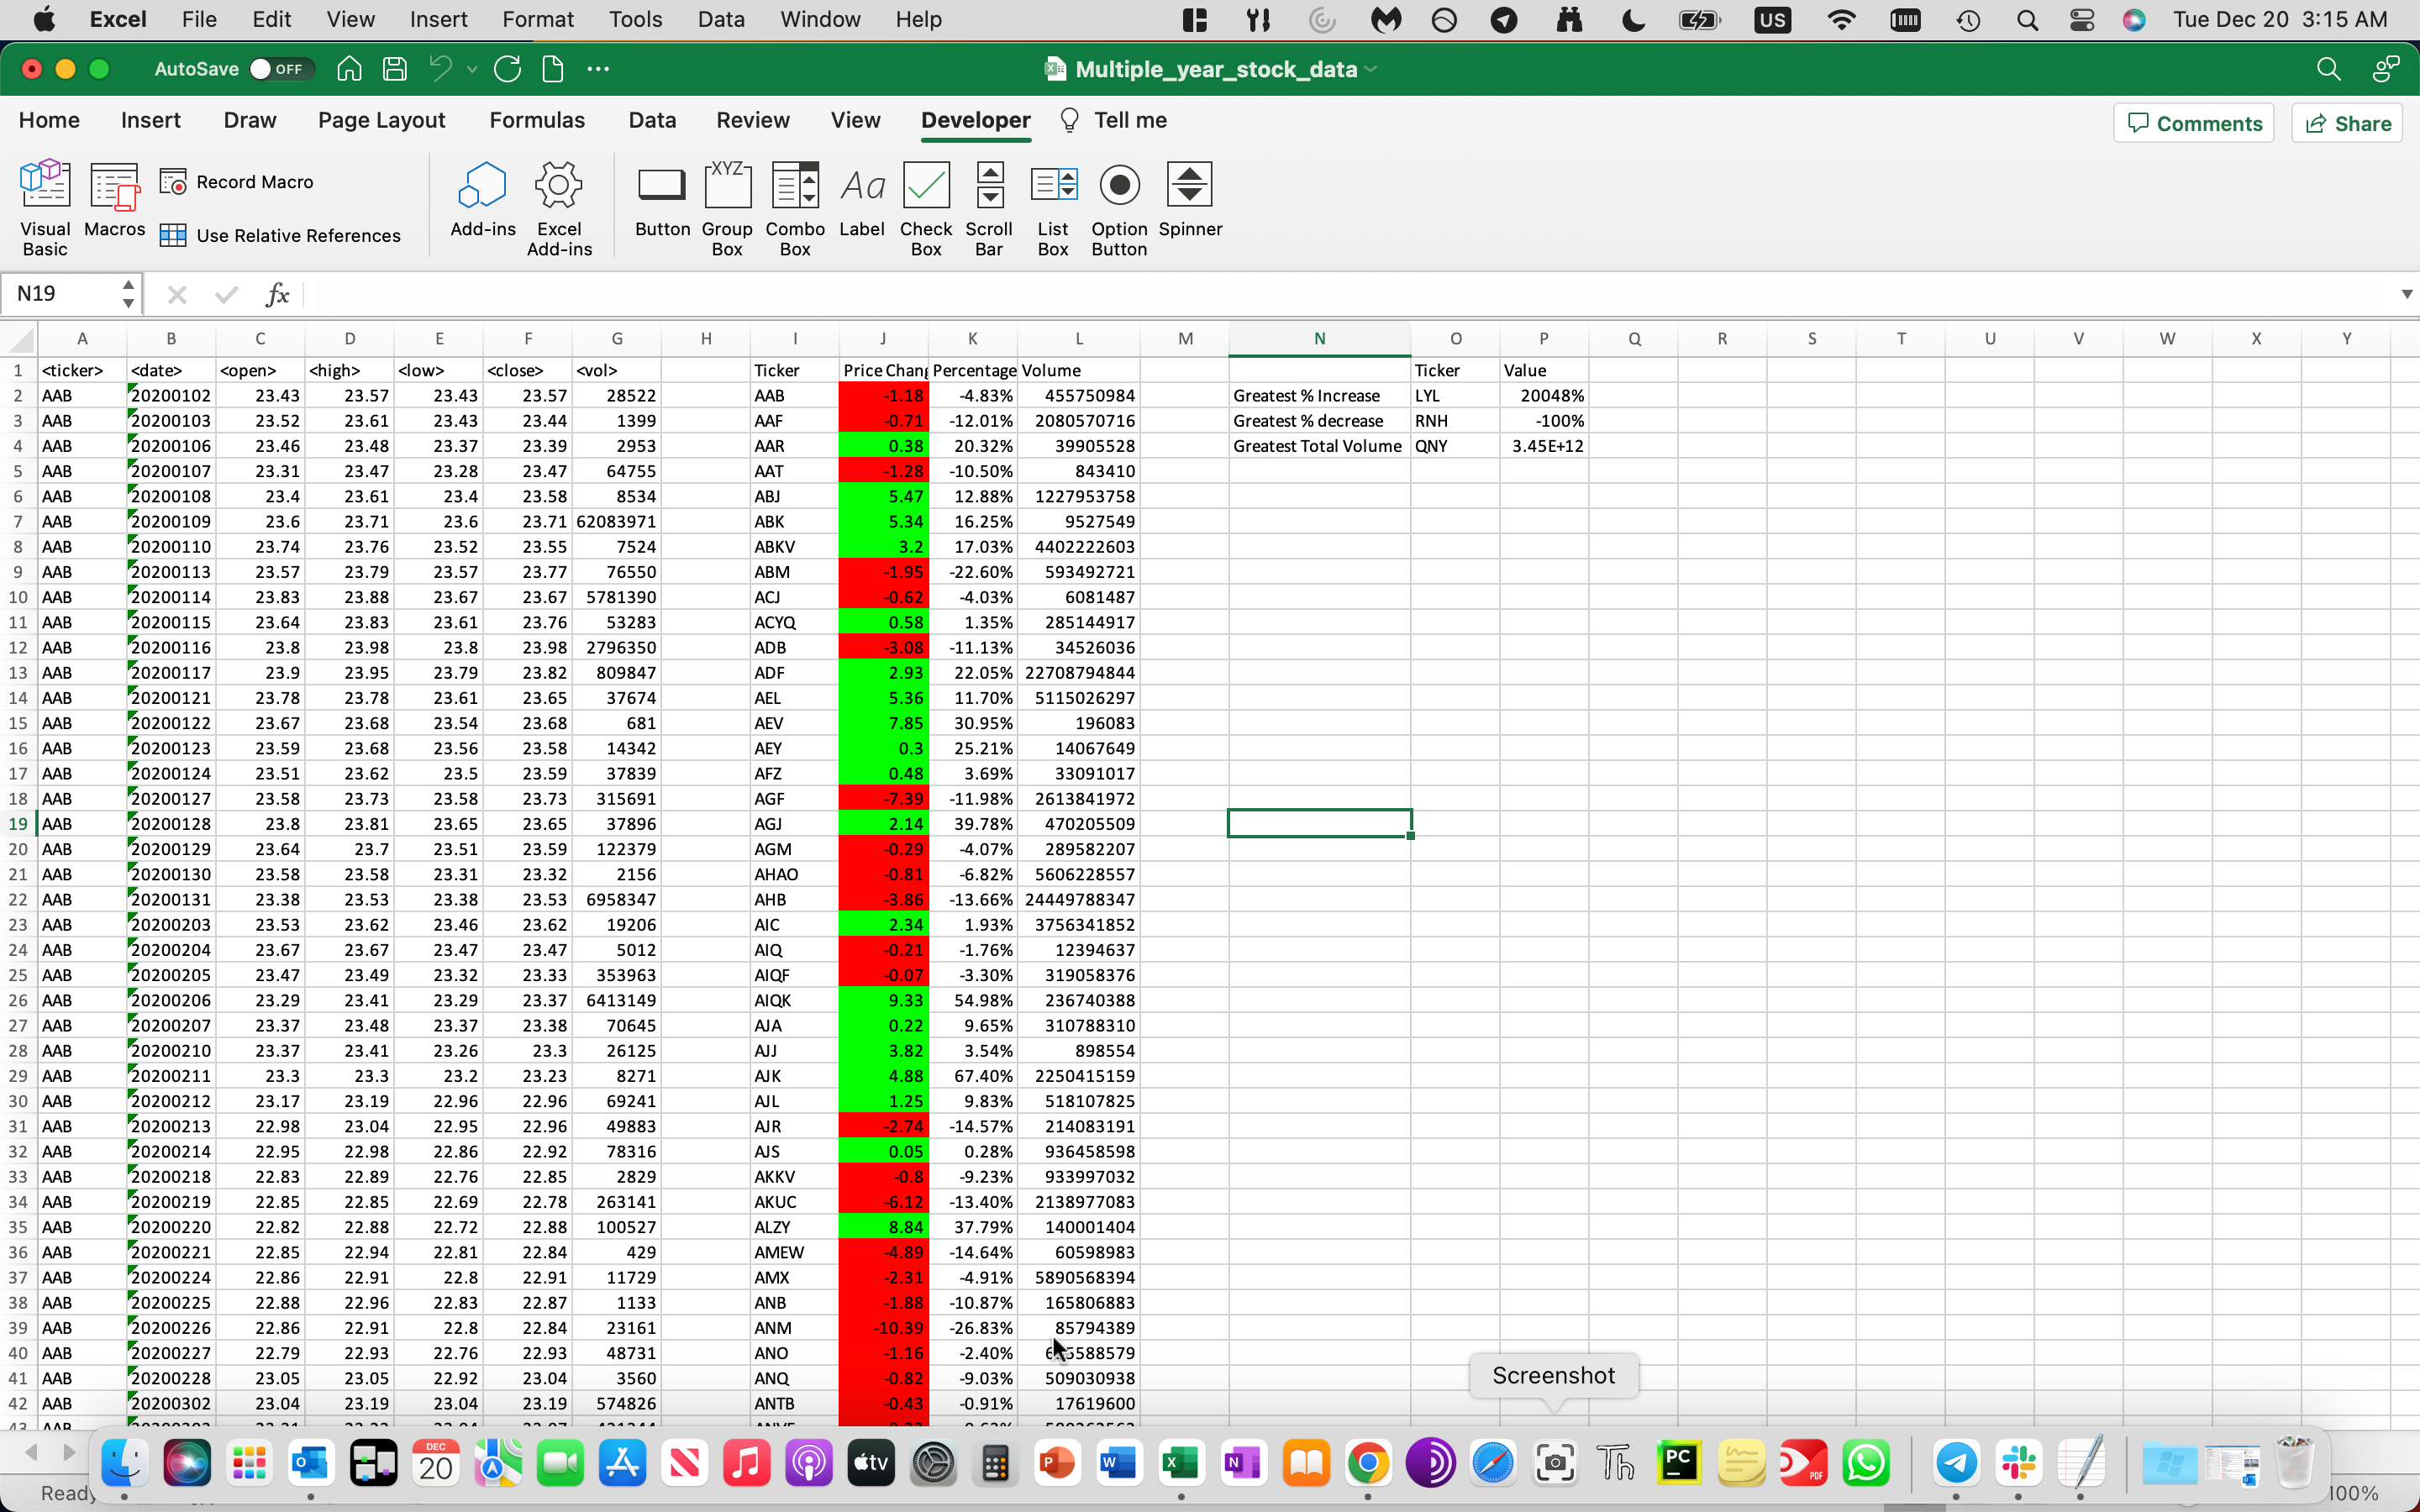 Excel File Edit View Insert Format Tools Data Window Help US Tue Dec 20 3:15 AM
AutoSave OFF Multiple_year_stock_data
Home Insert Draw Page Layout Formulas Data Review View Developer Tell me Comments Share
Visual Basic Macros Record Macro Use Relative References Add-ins Excel Add-ins Button XYZ Group Box Combo Box Aa Label Check Box Scroll Bar List Box Option Button Spinner
N19 fx
A B C D E F G H I J K L M N O P Q R S T U V W X Y
1 <ticker> <date> <open> <high> <low> <close> <vol> Ticker Price Chang Percentage Volume Ticker Value
2 AAB 20200102 23.43 23.57 23.43 23.57 28522 AAB -1.18 -4.83% 455750984 Greatest % Increase LYL 20048%
3 AAB 20200103 23.52 23.61 23.43 23.44 1399 AAF -0.71 -12.01% 2080570716 Greatest % decrease RNH -100%
4 AAB 20200106 23.46 23.48 23.37 23.39 2953 AAR 0.38 20.32% 39905528 Greatest Total Volume QNY 3.45E+12
5 AAB 20200107 23.31 23.47 23.28 23.47 64755 AAT -1.28 -10.50% 843410
6 AAB 20200108 23.4 23.61 23.4 23.58 8534 ABJ 5.47 12.88% 1227953758
7 AAB 20200109 23.6 23.71 23.6 23.71 62083971 ABK 5.34 16.25% 9527549
8 AAB 20200110 23.74 23.76 23.52 23.55 7524 ABKV 3.2 17.03% 4402222603
9 AAB 20200113 23.57 23.79 23.57 23.77 76550 ABM -1.95 -22.60% 593492721
10 AAB 20200114 23.83 23.88 23.67 23.67 5781390 ACJ -0.62 -4.03% 6081487
11 AAB 20200115 23.64 23.83 23.61 23.76 53283 ACYQ 0.58 1.35% 285144917
12 AAB 20200116 23.8 23.98 23.8 23.98 2796350 ADB -3.08 -11.13% 34526036
13 AAB 20200117 23.9 23.95 23.79 23.82 809847 ADF 2.93 22.05% 22708794844
14 AAB 20200121 23.78 23.78 23.61 23.65 37674 AEL 5.36 11.70% 5115026297
15 AAB 20200122 23.67 23.68 23.54 23.68 681 AEV 7.85 30.95% 196083
16 AAB 20200123 23.59 23.68 23.56 23.58 14342 AEY 0.3 25.21% 14067649
17 AAB 20200124 23.51 23.62 23.5 23.59 37839 AFZ 0.48 3.69% 33091017
18 AAB 20200127 23.58 23.73 23.58 23.73 315691 AGF -7.39 -11.98% 2613841972
19 AAB 20200128 23.8 23.81 23.65 23.65 37896 AGJ 2.14 39.78% 470205509
20 AAB 20200129 23.64 23.7 23.51 23.59 122379 AGM -0.29 -4.07% 289582207
21 AAB 20200130 23.58 23.58 23.31 23.32 2156 AHAO -0.81 -6.82% 5606228557
22 AAB 20200131 23.38 23.53 23.38 23.53 6958347 AHB -3.86 -13.66% 24449788347
23 AAB 20200203 23.53 23.62 23.46 23.62 19206 AIC 2.34 1.93% 3756341852
24 AAB 20200204 23.67 23.67 23.47 23.47 5012 AIQ -0.21 -1.76% 12394637
25 AAB 20200205 23.47 23.49 23.32 23.33 353963 AIQF -0.07 -3.30% 319058376
26 AAB 20200206 23.29 23.41 23.29 23.37 6413149 AIQK 9.33 54.98% 236740388
27 AAB 20200207 23.37 23.48 23.37 23.38 70645 AJA 0.22 9.65% 310788310
28 AAB 20200210 23.37 23.41 23.26 23.3 26125 AJJ 3.82 3.54% 898554
29 AAB 20200211 23.3 23.3 23.2 23.23 8271 AJK 4.88 67.40% 2250415159
30 AAB 20200212 23.17 23.19 22.96 22.96 69241 AJL 1.25 9.83% 518107825
31 AAB 20200213 22.98 23.04 22.95 22.96 49883 AJR -2.74 -14.57% 214083191
32 AAB 20200214 22.95 22.98 22.86 22.92 78316 AJS 0.05 0.28% 936458598
33 AAB 20200218 22.83 22.89 22.76 22.85 2829 AKKV -0.8 -9.23% 933997032
34 AAB 20200219 22.85 22.85 22.69 22.78 263141 AKUC -6.12 -13.40% 2138977083
35 AAB 20200220 22.82 22.88 22.72 22.88 100527 ALZY 8.84 37.79% 140001404
36 AAB 20200221 22.85 22.94 22.81 22.84 429 AMEW -4.89 -14.64% 60598983
37 AAB 20200224 22.86 22.91 22.8 22.91 11729 AMX -2.31 -4.91% 5890568394
38 AAB 20200225 22.88 22.96 22.83 22.87 1133 ANB -1.88 -10.87% 165806883
39 AAB 20200226 22.86 22.91 22.8 22.84 23161 ANM -10.39 -26.83% 85794389
40 AAB 20200227 22.79 22.93 22.76 22.93 48731 ANO -1.16 -2.40%
41 AAB 20200228 23.05 23.05 22.92 23.04 3560 ANQ -0.82 -9.03% 509030938
42 AAB 20200302 23.04 23.19 23.04 23.19 574826 ANTB -0.43 -0.91% 17619600
Screenshot
DEC 20 tv P W X N Th PC PDF
Ready 100%